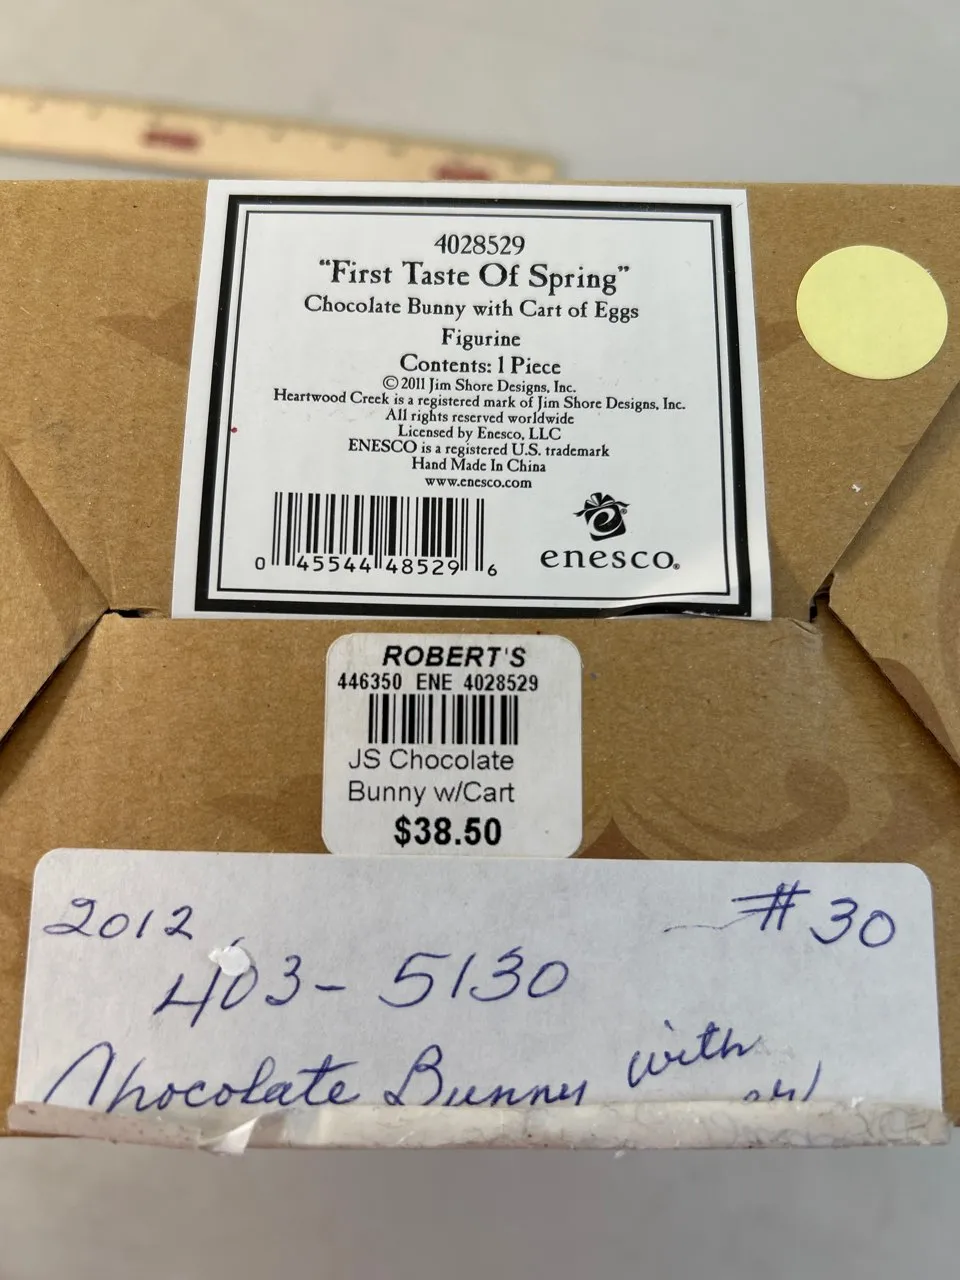 4028529
“First Taste Of Spring”
Chocolate Bunny with Cart of Eggs
Figurine
Contents: 1 Piece
© 2011 Jim Shore Designs, Inc.
Heartwood Creek is a registered mark of Jim Shore Designs, Inc.
All rights reserved worldwide
Licensed by Enesco, LLC
ENESCO is a registered U.S. trademark
Hand Made In China
www.enesco.com
0 45544 48529 6
enesco®
ROBERT'S
446350 ENE 4028529
JS Chocolate
Bunny w/Cart
$38.50
2012 #30
403-5130
Chocolate Bunny with